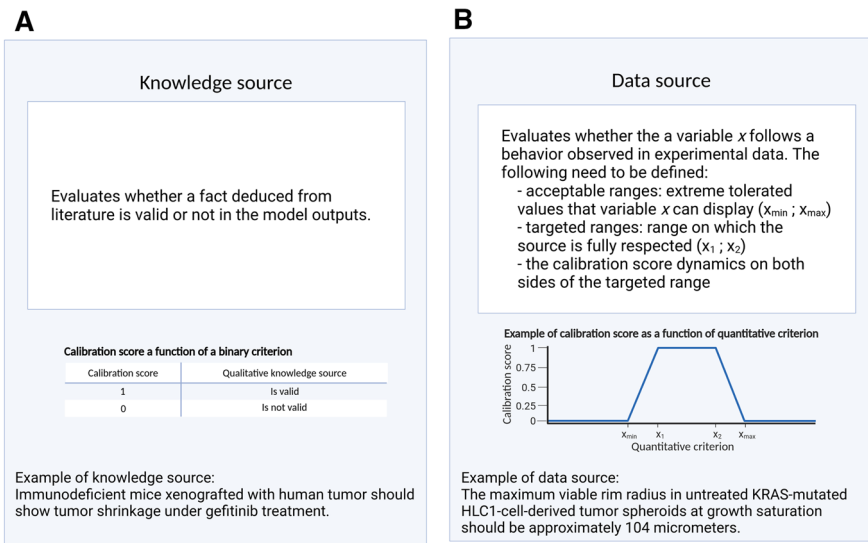 A
Knowledge source
Evaluates whether a fact deduced from
literature is valid or not in the model outputs.
Calibration score a function of a binary criterion
Calibration score Qualitative knowledge source
1 Is valid
0 Is not valid
Example of knowledge source:
Immunodeficient mice xenografted with human tumor should
show tumor shrinkage under gefitinib treatment.
B
Data source
Evaluates whether the a variable x follows a
behavior observed in experimental data. The
following need to be defined:
- acceptable ranges: extreme tolerated
values that variable x can display (xmin ; xmax)
- targeted ranges: range on which the
source is fully respected (x1 ; x2)
- the calibration score dynamics on both
sides of the targeted range
Example of calibration score as a function of quantitative criterion
Calibration score
1
0.75
0.5
0.25
0
xmin x1 x2 xmax
Quantitative criterion
Example of data source:
The maximum viable rim radius in untreated KRAS-mutated
HLC1-cell-derived tumor spheroids at growth saturation
should be approximately 104 micrometers.